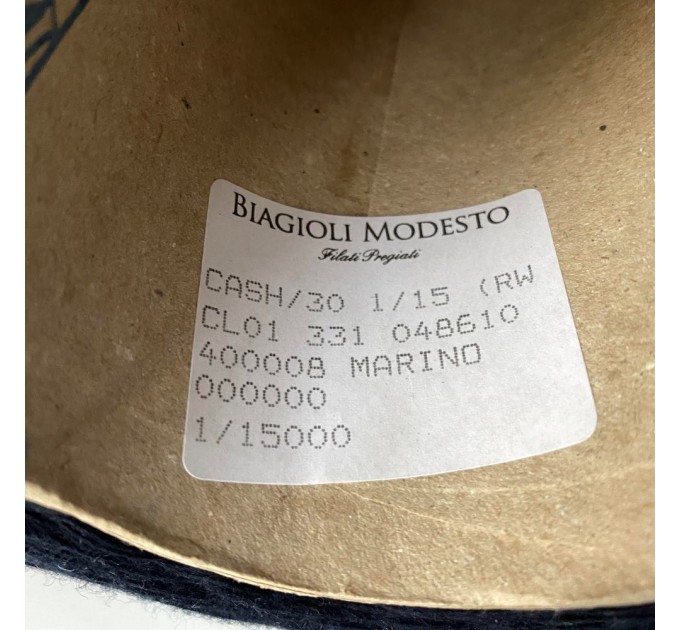 BIAGIOLI MODESTO
Filati Pregiati
CASH/30 1/15 (RW
CL01 331 048610
400008 MARINO
000000
1/15000